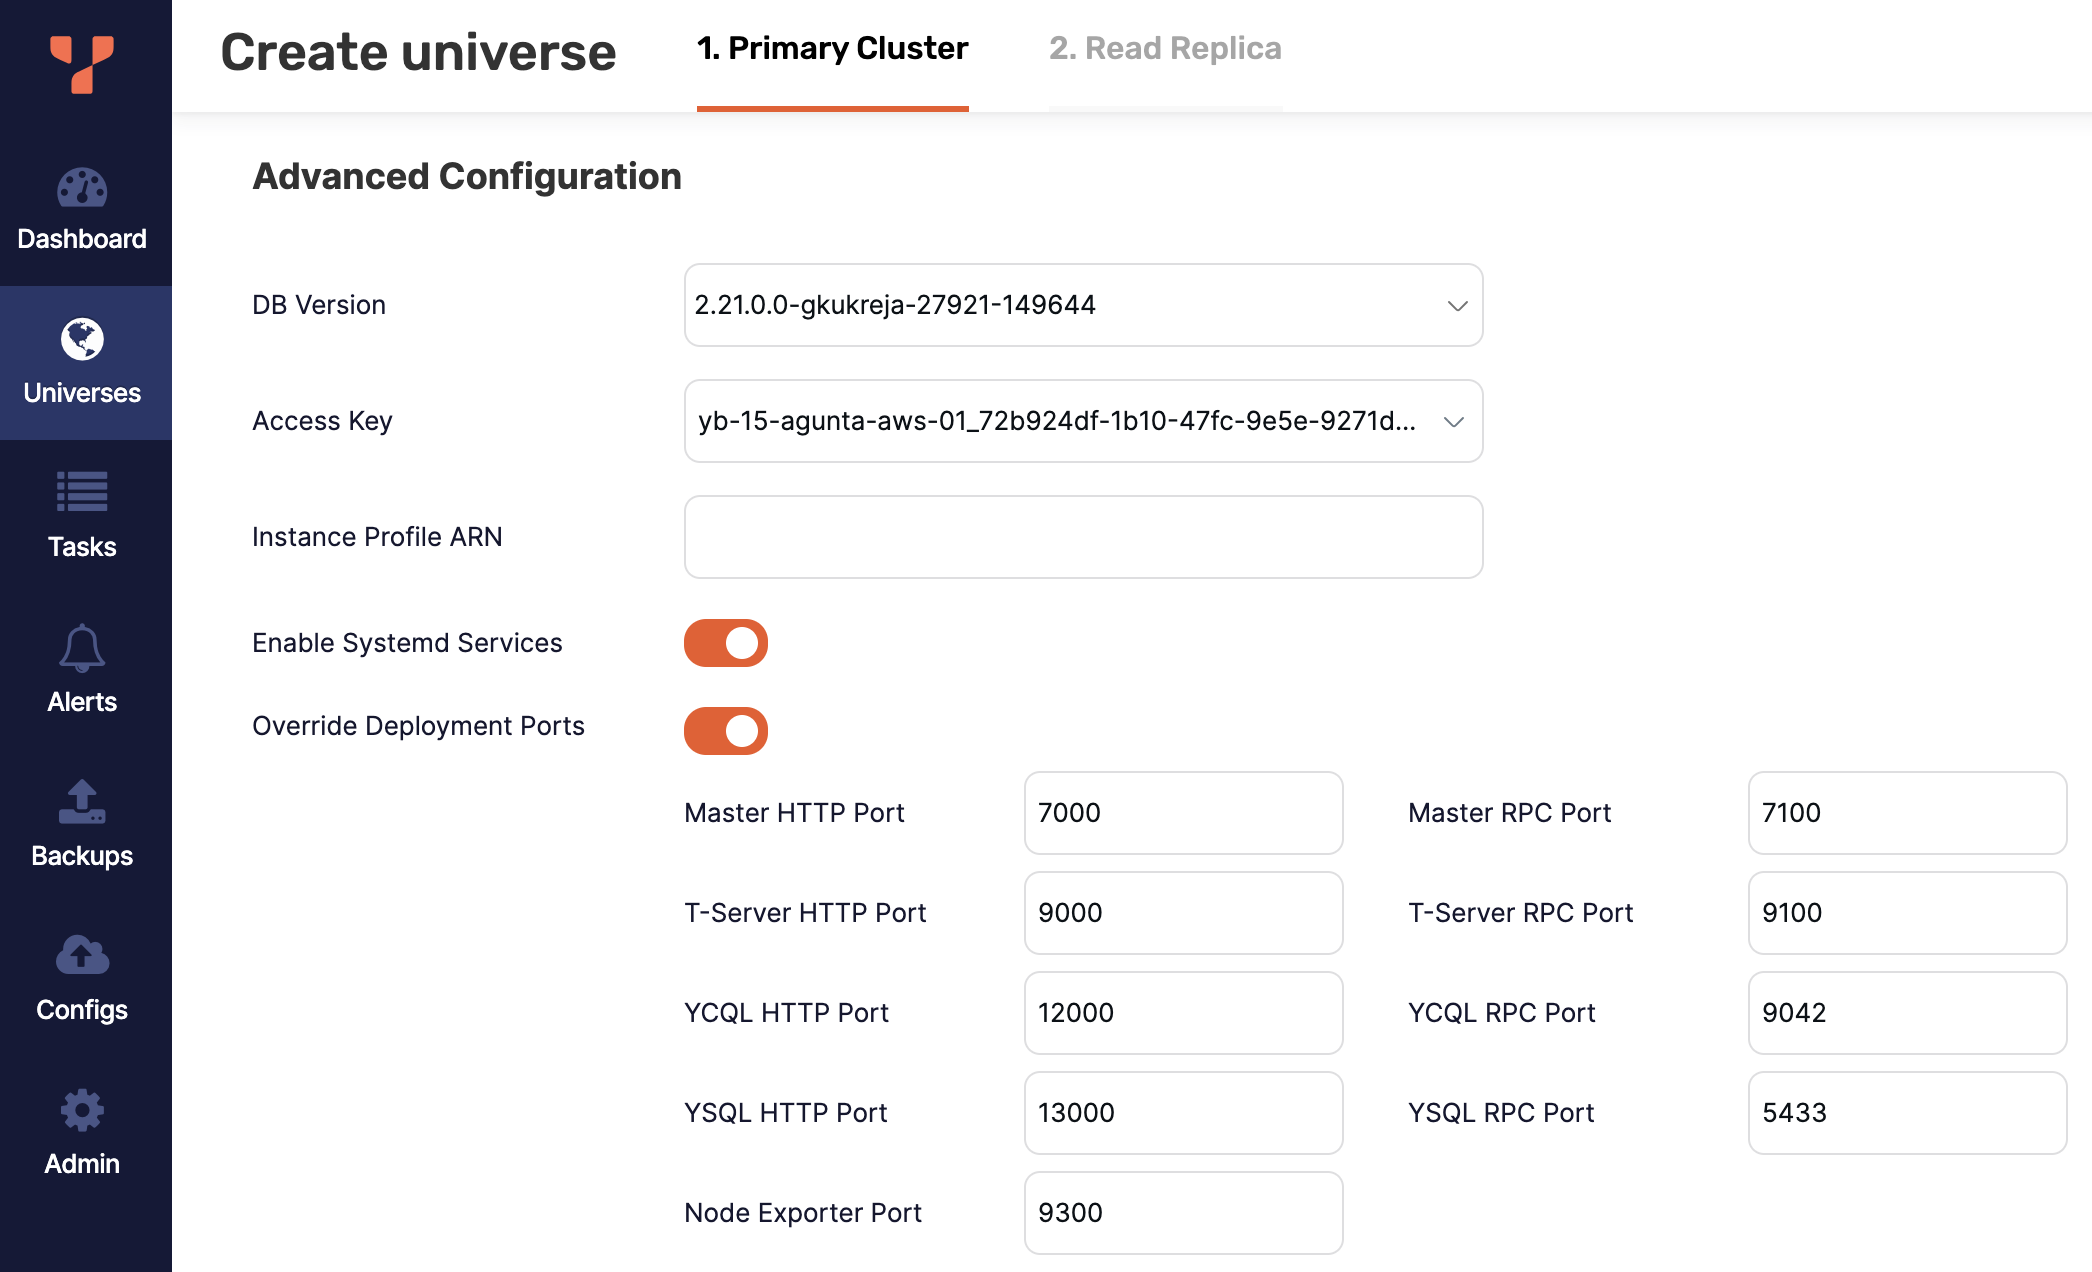 Create universe
1. Primary Cluster
2. Read Replica
Dashboard
Universes
Tasks
Alerts
Backups
Configs
Admin
Advanced Configuration
DB Version
2.21.0.0-gkukreja-27921-149644
Access Key
yb-15-agunta-aws-01_72b924df-1b10-47fc-9e5e-9271d...
Instance Profile ARN
Enable Systemd Services
Override Deployment Ports
Master HTTP Port
7000
Master RPC Port
7100
T-Server HTTP Port
9000
T-Server RPC Port
9100
YCQL HTTP Port
12000
YCQL RPC Port
9042
YSQL HTTP Port
13000
YSQL RPC Port
5433
Node Exporter Port
9300